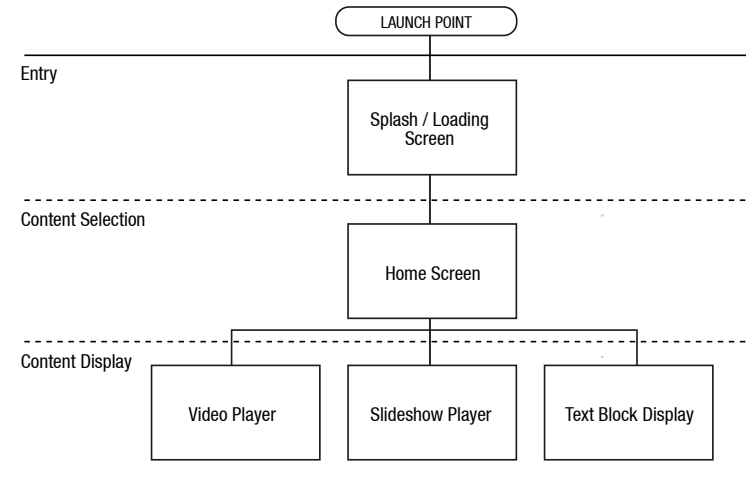 LAUNCH POINT
Entry
Splash / Loading
Screen
Content Selection
Home Screen
Content Display
Video Player
Slideshow Player
Text Block Display